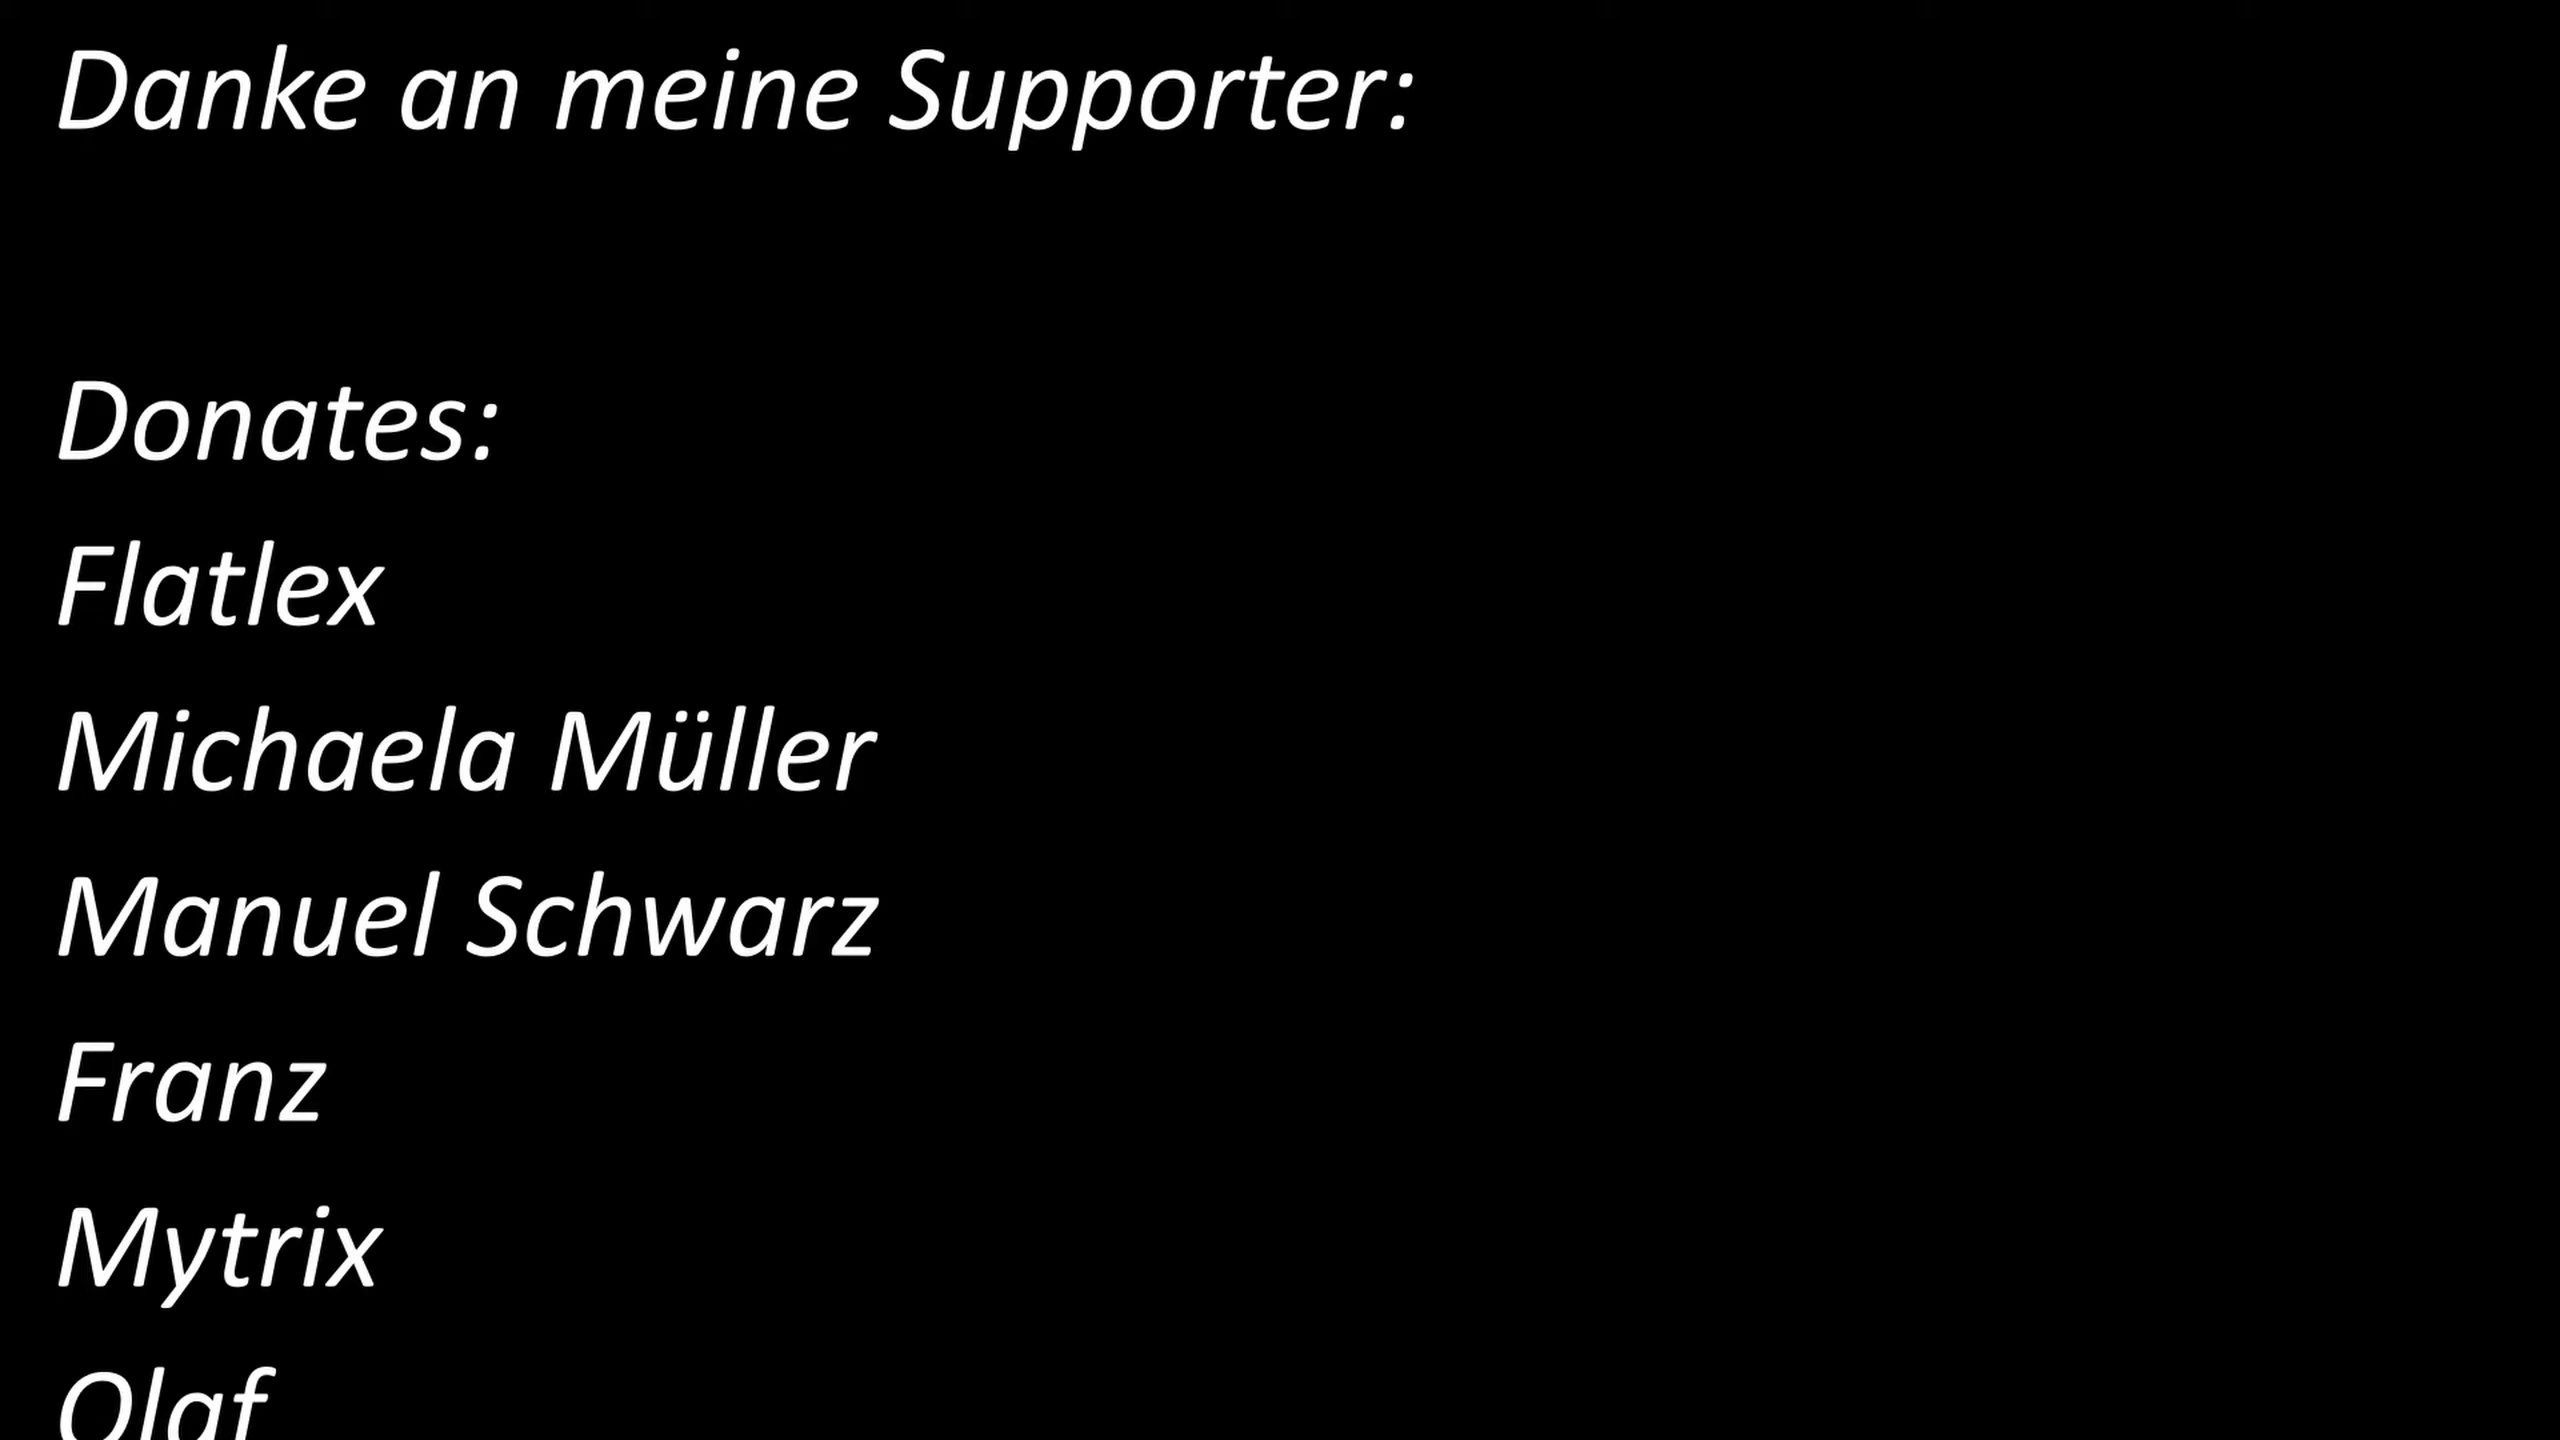 Danke an meine Supporter:
Donates:
Flatlex
Michaela Müller
Manuel Schwarz
Franz
Mytrix
Olaf